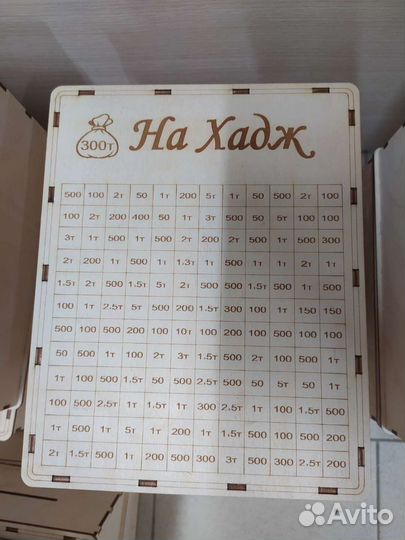 300т
На Хадж
500 100 2т 50 1т 200 5т 1т 50 500 2т 100
100 2т 200 400 50 1т 3т 500 50 5т 100 100
3т 1т 500 1т 500 2т 200 2т 500 1т 500 300
2т 200 1т 500 1т 1.3т 1т 500 1т 1т 2т 1т
1.5т 2т 500 1.5т 5т 2т 500 500 500 1.5т 500 500
100 1т 2.5т 5т 500 200 1.5т 300 100 1т 150 150
500 100 500 200 100 10т 100 200 500 100 500 500
50 500 1т 100 2т 3т 1.5т 500 2т 100 500 1т
1т 100 500 1.5т 50 500 2.5т 500 50 5т 50 1т
100 500 2.5т 1т 1.5т 1т 300 2.5т 1т 100 1.5т 500
1т 500 1т 5т 1т 200 1т 1.5т 500 100 500 200
2т 1.5т 500 1т 200 500 300 3т 500 300 2.5т 200
Avito